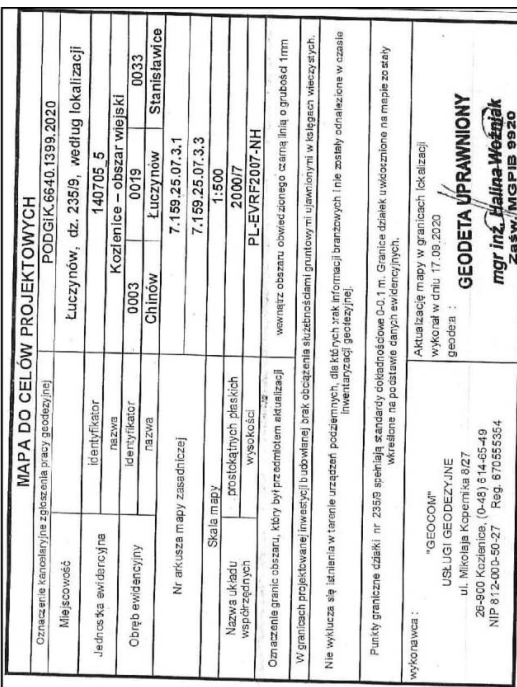 MAPA DO CELÓW PROJEKTOWYCH
Oznaczenie kancelaryjne zgłoszenia pracy geodezyjnej PODGiK.6640.1399.2020
Miejscowość Łuczynów, dz. 235/9, według lokalizacji
Jednostka ewidencyjna identyfikator 140705_5
nazwa Kozienice – obszar wiejski
Obręb ewidencyjny identyfikator 0003 0019 0033
nazwa Chinów Łuczynów Stanisławice
Nr arkusza mapy zasadniczej 7.159.25.07.3.1
7.159.25.07.3.3
Skala mapy 1:500
Nazwa układu współrzędnych prostokątnych płaskich 2000/7
wysokości PL-EVRF2007-NH
Oznaczenie granic obszaru, który był przedmiotem aktualizacji wewnątrz obszaru obwiedzionego czarną linią o grubości 1mm
W granicach projektowanej inwestycji budowlanej brak obciążenia służebnościami gruntowymi ujawnionymi w księgach wieczystych.
Nie wyklucza się istnienia w terenie urządzeń podziemnych, dla których brak informacji branżowych i nie zostały odnalezione w czasie
inwentaryzacji geodezyjnej.
Punkty graniczne działki nr 235/9 spełniają standardy dokładnościowe 0-0.1 m. Granice działek uwidocznione na mapie zostały
wkreślone na podstawie danych ewidencyjnych.
wykonawca :
"GEOCOM"
USŁUGI GEODEZYJNE
ul. Mikołaja Kopernika 8/27
26-900 Kozienice, (0-48) 614-65-49
NIP 812-000-50-27 Reg. 670555354
Aktualizację mapy w granicach lokalizacji
wykonał w dniu 17.09.2020
geodeta :
GEODETA UPRAWNIONY
mgr inż. Halina Woźniak
Zaśw. MGPIB 9920